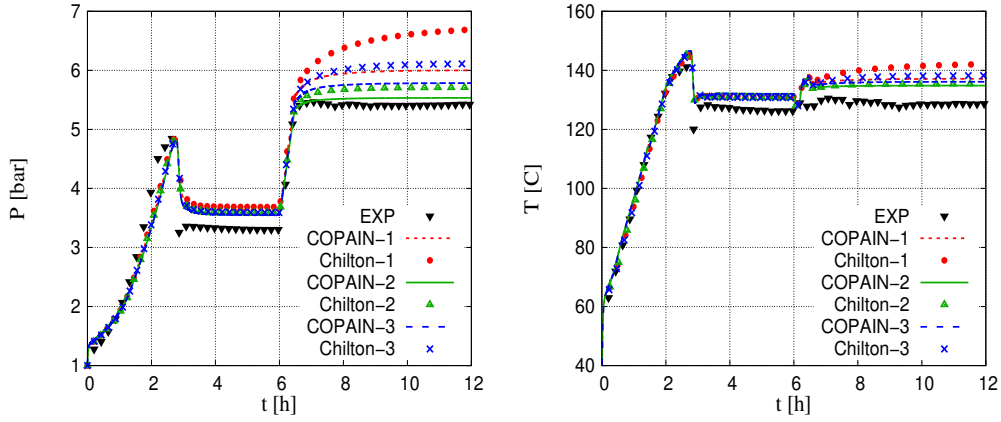 7
6
5
4
3
2
1
P [bar]
EXP
COPAIN-1
Chilton-1
COPAIN-2
Chilton-2
COPAIN-3
Chilton-3
0 2 4 6 8 10 12
t [h]
160
140
120
100
80
60
40
T [C]
EXP
COPAIN-1
Chilton-1
COPAIN-2
Chilton-2
COPAIN-3
Chilton-3
0 2 4 6 8 10 12
t [h]